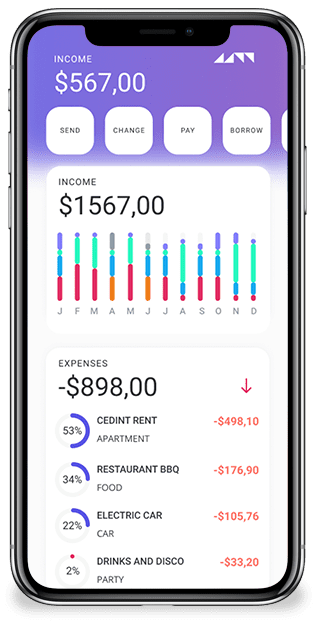 INCOME
$567,00
SEND
CHANGE
PAY
BORROW
INCOME
$1567,00
J F M A M J J A S O N D
EXPENSES
-$898,00
53%
CEDINT RENT
-$498,10
APARTMENT
34%
RESTAURANT BBQ
-$176,90
FOOD
22%
ELECTRIC CAR
-$105,76
CAR
2%
DRINKS AND DISCO
-$33,20
PARTY